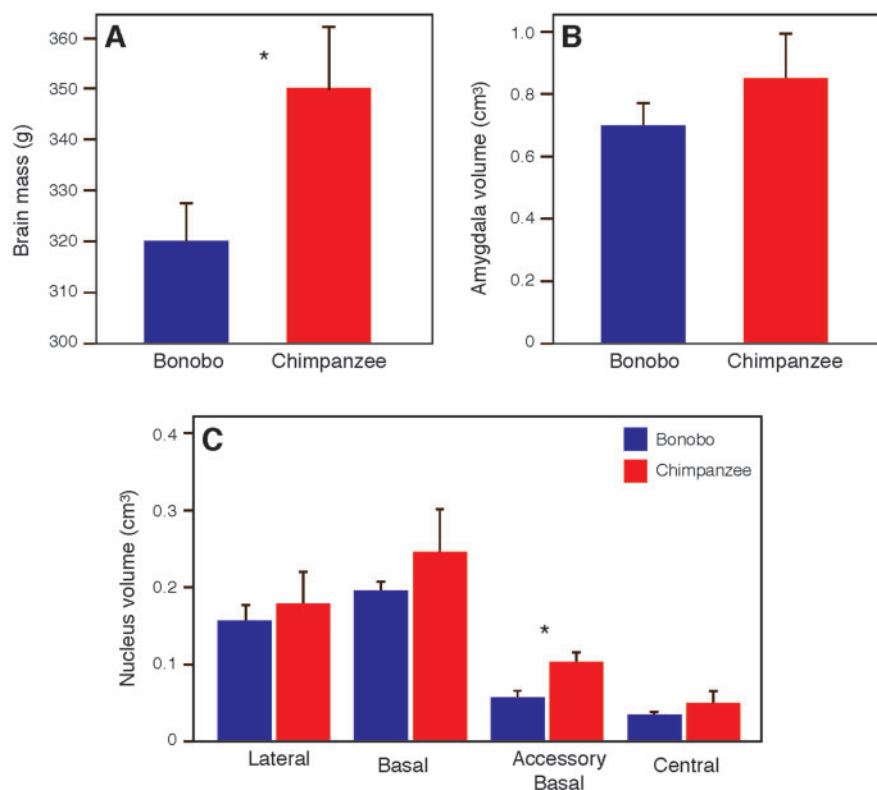 A
Brain mass (g)
360
350
340
330
320
310
300
*
Bonobo Chimpanzee
B
Amygdala volume (cm³)
1.0
0.8
0.6
0.4
0.2
0
Bonobo Chimpanzee
C
Nucleus volume (cm³)
0.4
0.3
0.2
0.1
0
Bonobo
Chimpanzee
*
Lateral Basal Accessory Central
Basal